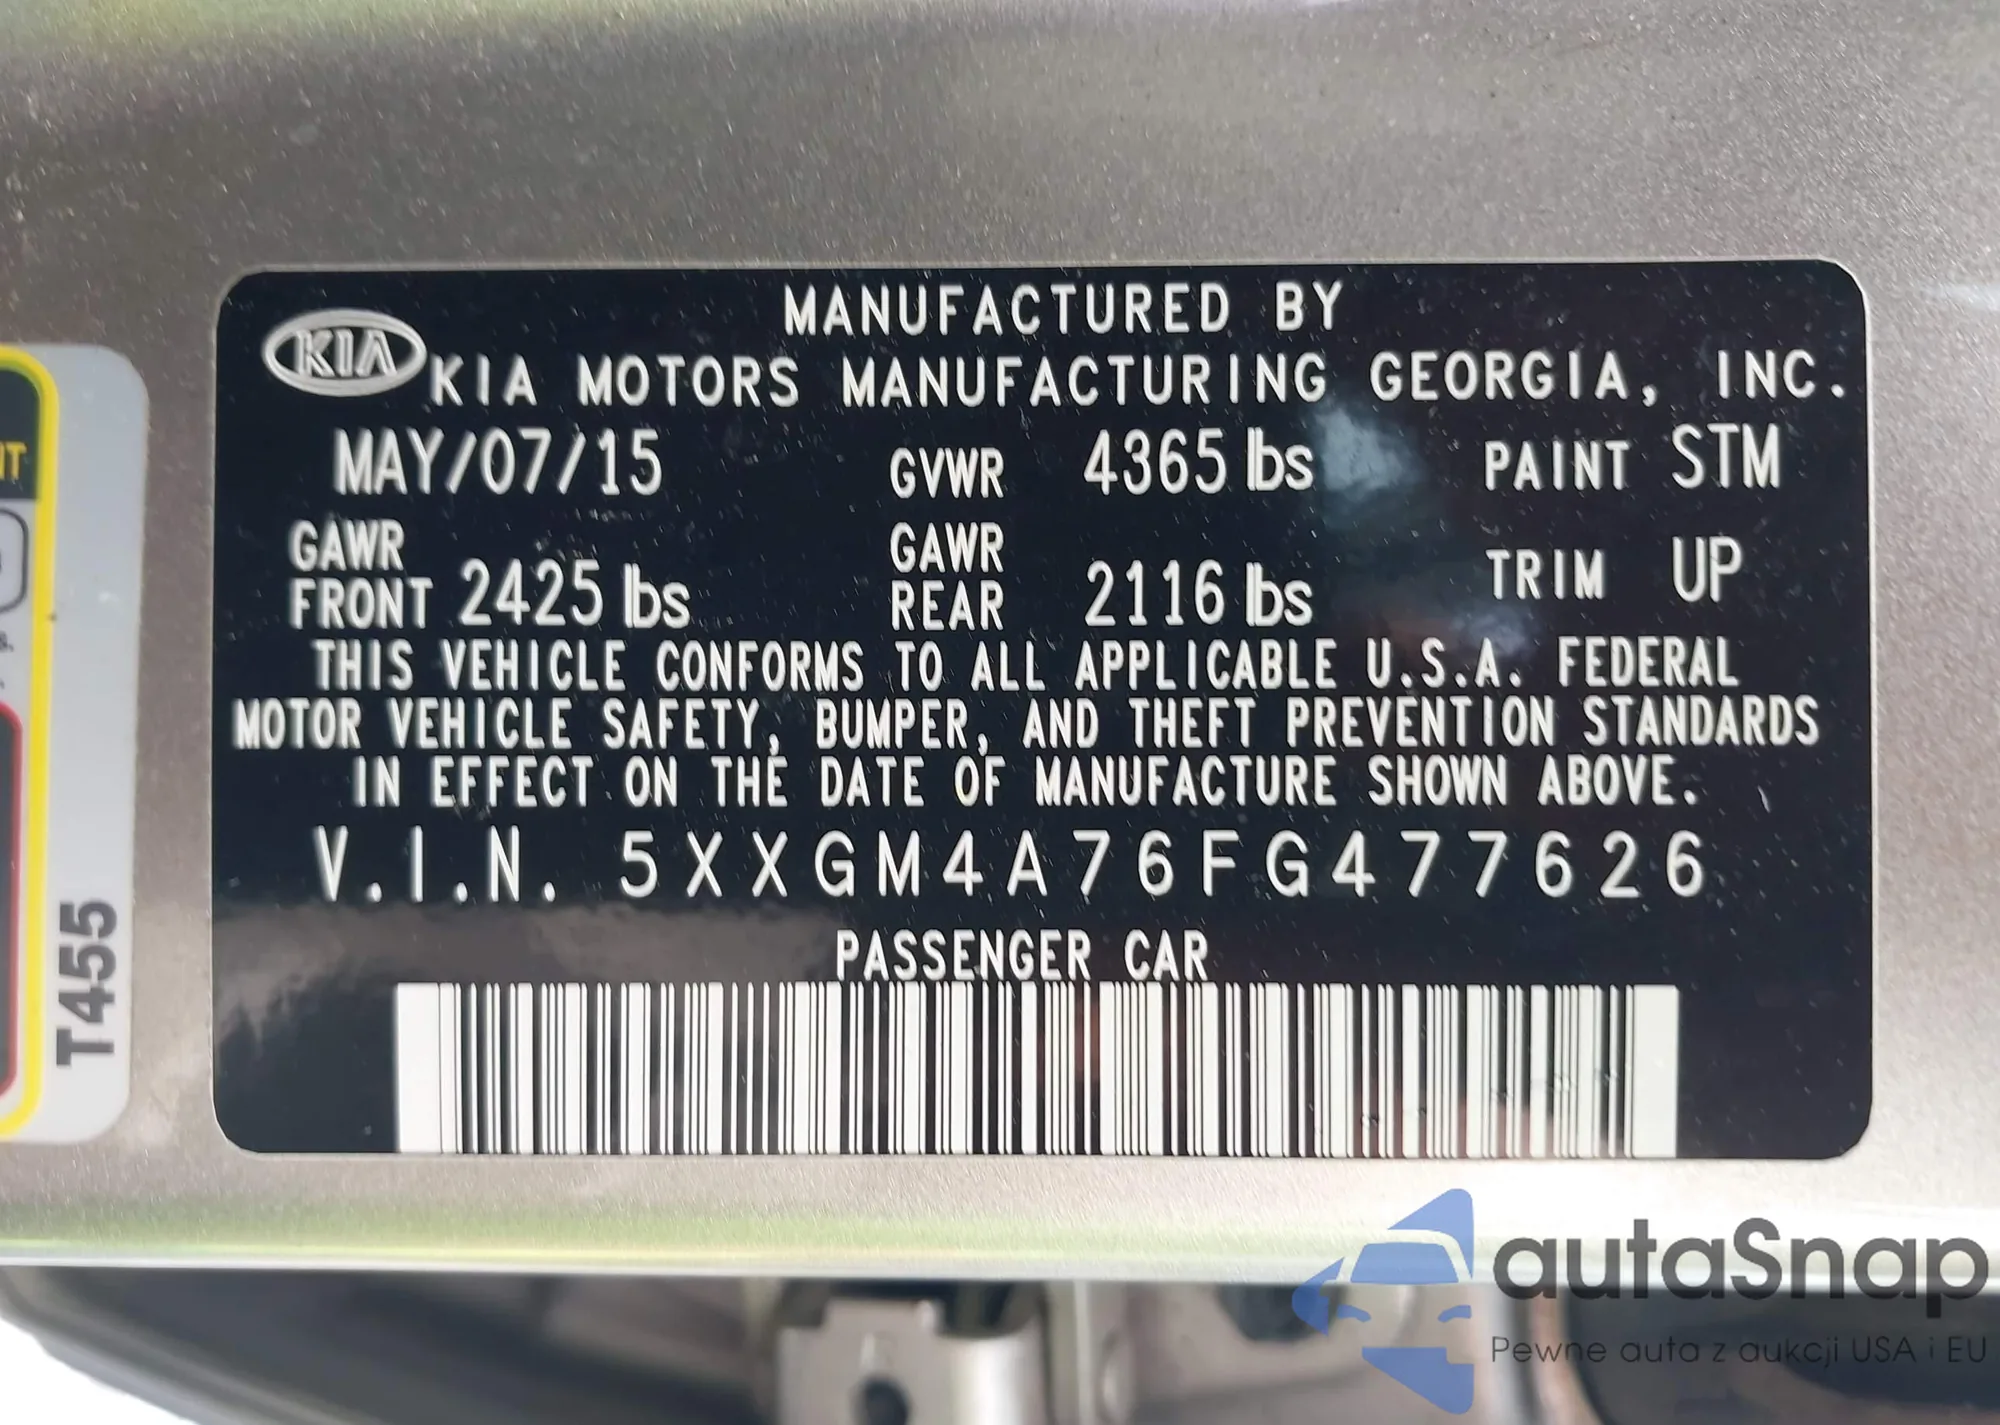 KIA
MANUFACTURED BY
KIA MOTORS MANUFACTURING GEORGIA, INC.
MAY/07/15 GVWR 4365 lbs PAINT STM
GAWR FRONT 2425 lbs GAWR REAR 2116 lbs TRIM UP
THIS VEHICLE CONFORMS TO ALL APPLICABLE U.S.A. FEDERAL
MOTOR VEHICLE SAFETY, BUMPER, AND THEFT PREVENTION STANDARDS
IN EFFECT ON THE DATE OF MANUFACTURE SHOWN ABOVE.
V.I.N. 5XXGM4A76FG477626
PASSENGER CAR
T455
autaSnap
Pewne auta z aukcji USA i EU